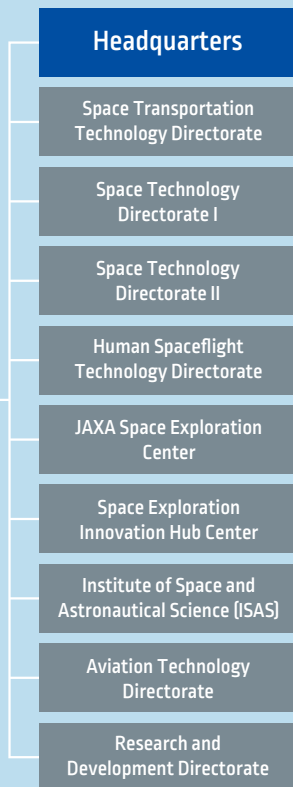 Headquarters
Space Transportation
Technology Directorate
Space Technology
Directorate I
Space Technology
Directorate II
Human Spaceflight
Technology Directorate
JAXA Space Exploration
Center
Space Exploration
Innovation Hub Center
Institute of Space and
Astronautical Science (ISAS)
Aviation Technology
Directorate
Research and
Development Directorate